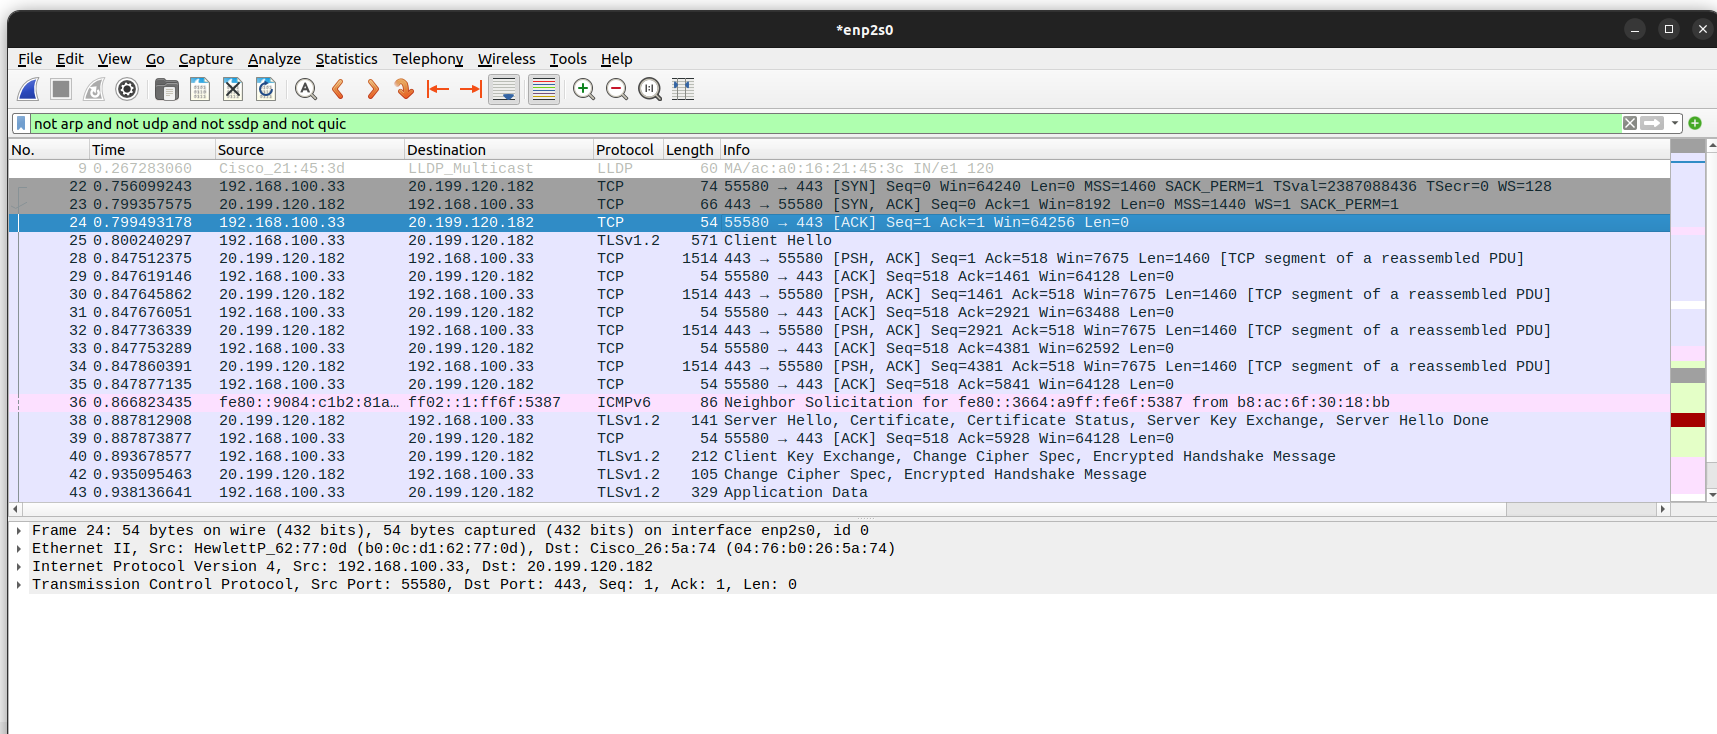 *enp2s0
File Edit View Go Capture Analyze Statistics Telephony Wireless Tools Help
not arp and not udp and not ssdp and not quic
No. Time Source Destination Protocol Length Info
9 0.267283060 Cisco_21:45:3d LLDP_Multicast LLDP 60 MA/ac:a0:16:21:45:3c IN/e1 120
22 0.756099243 192.168.100.33 20.199.120.182 TCP 74 55580 → 443 [SYN] Seq=0 Win=64240 Len=0 MSS=1460 SACK_PERM=1 TSval=2387088436 TSecr=0 WS=128
23 0.799357575 20.199.120.182 192.168.100.33 TCP 66 443 → 55580 [SYN, ACK] Seq=0 Ack=1 Win=8192 Len=0 MSS=1440 WS=1 SACK_PERM=1
24 0.799493178 192.168.100.33 20.199.120.182 TCP 54 55580 → 443 [ACK] Seq=1 Ack=1 Win=64256 Len=0
25 0.800240297 192.168.100.33 20.199.120.182 TLSv1.2 571 Client Hello
28 0.847512375 20.199.120.182 192.168.100.33 TCP 1514 443 → 55580 [PSH, ACK] Seq=1 Ack=518 Win=7675 Len=1460 [TCP segment of a reassembled PDU]
29 0.847619146 192.168.100.33 20.199.120.182 TCP 54 55580 → 443 [ACK] Seq=518 Ack=1461 Win=64128 Len=0
30 0.847645862 20.199.120.182 192.168.100.33 TCP 1514 443 → 55580 [PSH, ACK] Seq=1461 Ack=518 Win=7675 Len=1460 [TCP segment of a reassembled PDU]
31 0.847676051 192.168.100.33 20.199.120.182 TCP 54 55580 → 443 [ACK] Seq=518 Ack=2921 Win=63488 Len=0
32 0.847736339 20.199.120.182 192.168.100.33 TCP 1514 443 → 55580 [PSH, ACK] Seq=2921 Ack=518 Win=7675 Len=1460 [TCP segment of a reassembled PDU]
33 0.847753289 192.168.100.33 20.199.120.182 TCP 54 55580 → 443 [ACK] Seq=518 Ack=4381 Win=62592 Len=0
34 0.847860391 20.199.120.182 192.168.100.33 TCP 1514 443 → 55580 [PSH, ACK] Seq=4381 Ack=518 Win=7675 Len=1460 [TCP segment of a reassembled PDU]
35 0.847877135 192.168.100.33 20.199.120.182 TCP 54 55580 → 443 [ACK] Seq=518 Ack=5841 Win=64128 Len=0
36 0.866823435 fe80::9084:c1b2:81a… ff02::1:ff6f:5387 ICMPv6 86 Neighbor Solicitation for fe80::3664:a9ff:fe6f:5387 from b8:ac:6f:30:18:bb
38 0.887812908 20.199.120.182 192.168.100.33 TLSv1.2 141 Server Hello, Certificate, Certificate Status, Server Key Exchange, Server Hello Done
39 0.887873877 192.168.100.33 20.199.120.182 TCP 54 55580 → 443 [ACK] Seq=518 Ack=5928 Win=64128 Len=0
40 0.893678577 192.168.100.33 20.199.120.182 TLSv1.2 212 Client Key Exchange, Change Cipher Spec, Encrypted Handshake Message
42 0.935095463 20.199.120.182 192.168.100.33 TLSv1.2 105 Change Cipher Spec, Encrypted Handshake Message
43 0.938136641 192.168.100.33 20.199.120.182 TLSv1.2 329 Application Data
Frame 24: 54 bytes on wire (432 bits), 54 bytes captured (432 bits) on interface enp2s0, id 0
Ethernet II, Src: HewlettP_62:77:0d (b0:0c:d1:62:77:0d), Dst: Cisco_26:5a:74 (04:76:b0:26:5a:74)
Internet Protocol Version 4, Src: 192.168.100.33, Dst: 20.199.120.182
Transmission Control Protocol, Src Port: 55580, Dst Port: 443, Seq: 1, Ack: 1, Len: 0